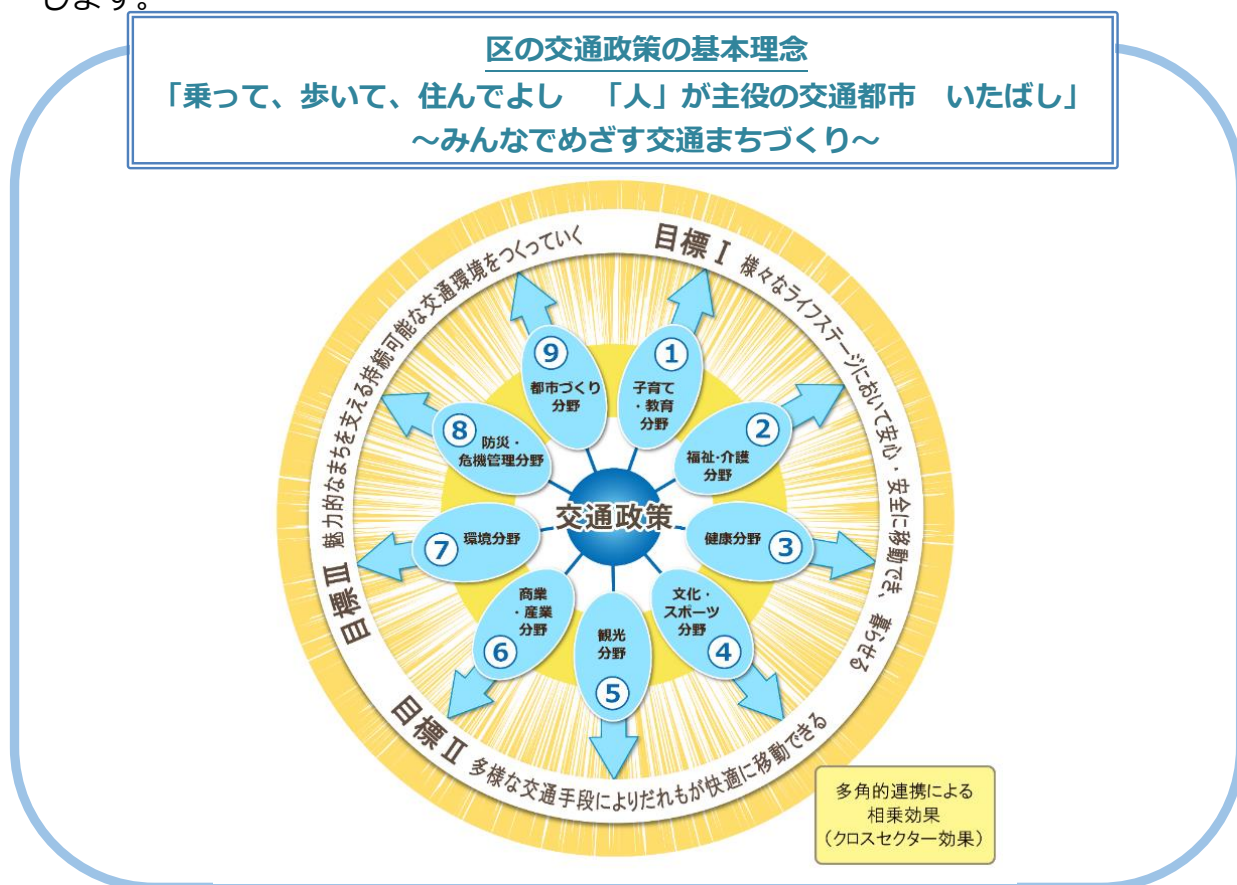 します。
区の交通政策の基本理念
「乗って、歩いて、住んでよし　「人」が主役の交通都市　いたばし」
～みんなでめざす交通まちづくり～
目標Ⅰ 様々なライフステージにおいて安心・安全に移動でき、暮らせる
目標Ⅱ 多様な交通手段によりだれもが快適に移動できる
目標Ⅲ 魅力的なまちを支える持続可能な交通環境をつくっていく
交通政策
①
子育て
・教育
分野
②
福祉・介護
分野
健康分野 ③
文化・
スポーツ
分野
④
観光
分野
⑤
商業
・産業
分野
⑥
環境分野
⑦
⑧ 防災・
危機管理分野
⑨
都市づくり
分野
多角的連携による
相乗効果
（クロスセクター効果）